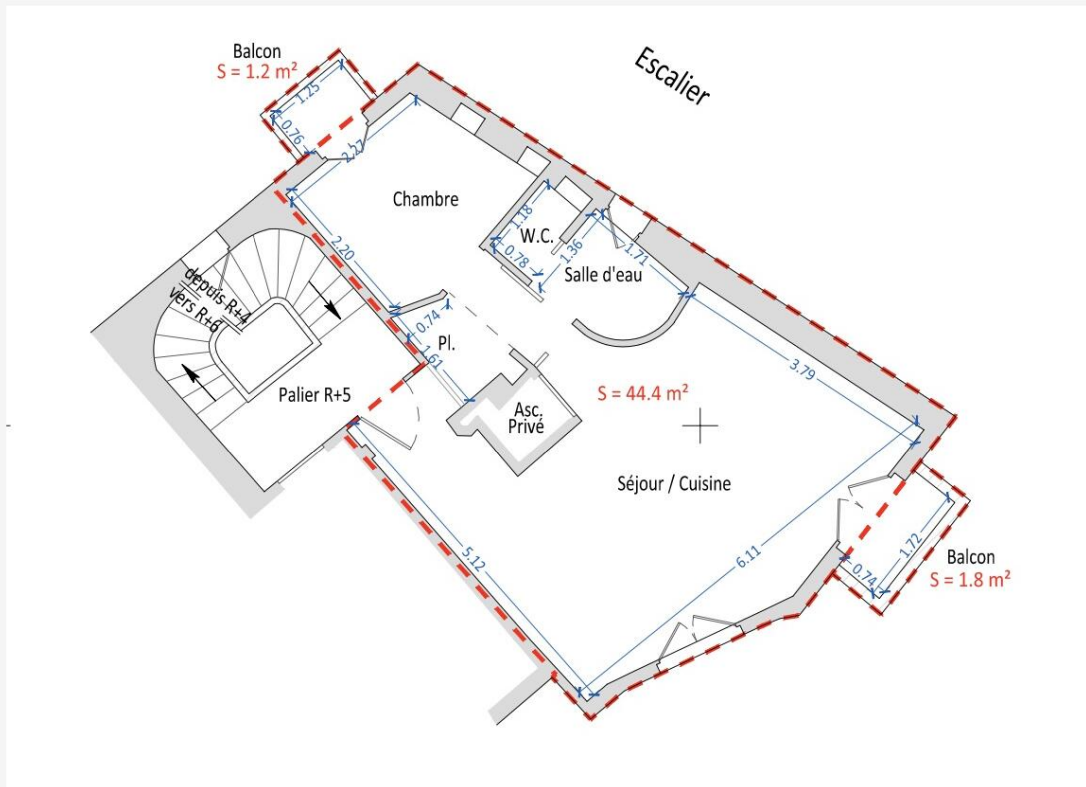 Balcon
S = 1.2 m²
Escalier
1.25
0.76
2.27
Chambre
1.18
W.C.
0.78
1.36
1.71
Salle d'eau
2.20
depuis R+4
vers R+6
0.74
Pl.
1.61
3.79
Palier R+5
S = 44.4 m²
Asc.
Privé
Séjour / Cuisine
5.12
6.11
1.72
0.74
Balcon
S = 1.8 m²